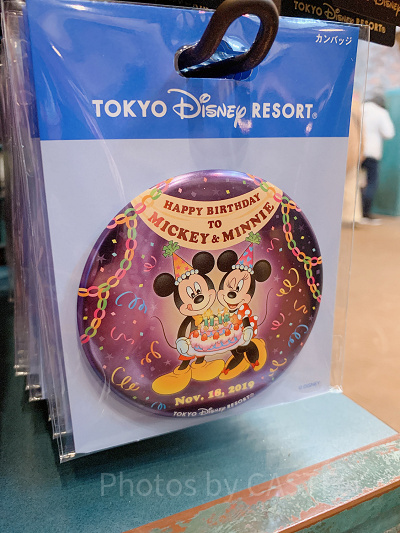 Disney
RESORT®
カンバッジ
TOKYO Disney RESORT®
HAPPY BIRTHDAY
TO
MICKEY & MINNIE
Nov. 18, 2019
TOKYO Disney RESORT®
Photos by CAST